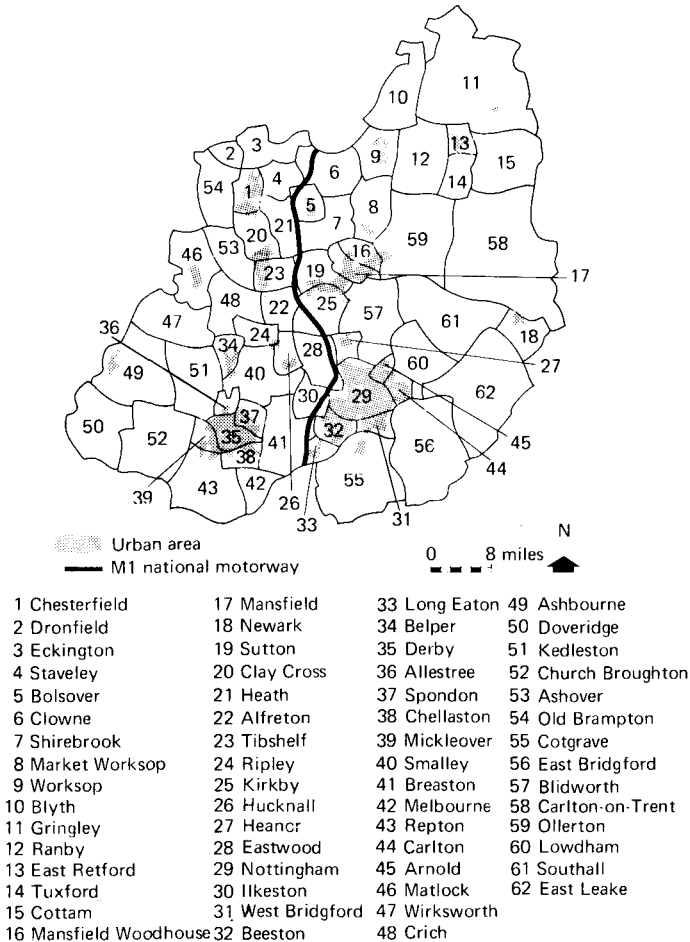 11
10
3
2
9
12
13
15
4
6
54
1
14
5
8
7
20
21
59
58
53
16
46
23
19
17
48
22
25
57
47
61
36
24
18
34
28
27
49
51
40
60
29
30
62
50
52
37
35
32
41
56
45
38
44
43
42
55
39
26
33
31
Urban area
M1 national motorway
0 8 miles
N
1 Chesterfield
2 Dronfield
3 Eckington
4 Staveley
5 Bolsover
6 Clowne
7 Shirebrook
8 Market Worksop
9 Worksop
10 Blyth
11 Gringley
12 Ranby
13 East Retford
14 Tuxford
15 Cottam
16 Mansfield Woodhouse
17 Mansfield
18 Newark
19 Sutton
20 Clay Cross
21 Heath
22 Alfreton
23 Tibshelf
24 Ripley
25 Kirkby
26 Hucknall
27 Heanor
28 Eastwood
29 Nottingham
30 Ilkeston
31 West Bridgford
32 Beeston
33 Long Eaton
34 Belper
35 Derby
36 Allestree
37 Spondon
38 Chellaston
39 Mickleover
40 Smalley
41 Breaston
42 Melbourne
43 Repton
44 Carlton
45 Arnold
46 Matlock
47 Wirksworth
48 Crich
49 Ashbourne
50 Doveridge
51 Kedleston
52 Church Broughton
53 Ashover
54 Old Brampton
55 Cotgrave
56 East Bridgford
57 Blidworth
58 Carlton-on-Trent
59 Ollerton
60 Lowdham
61 Southall
62 East Leake